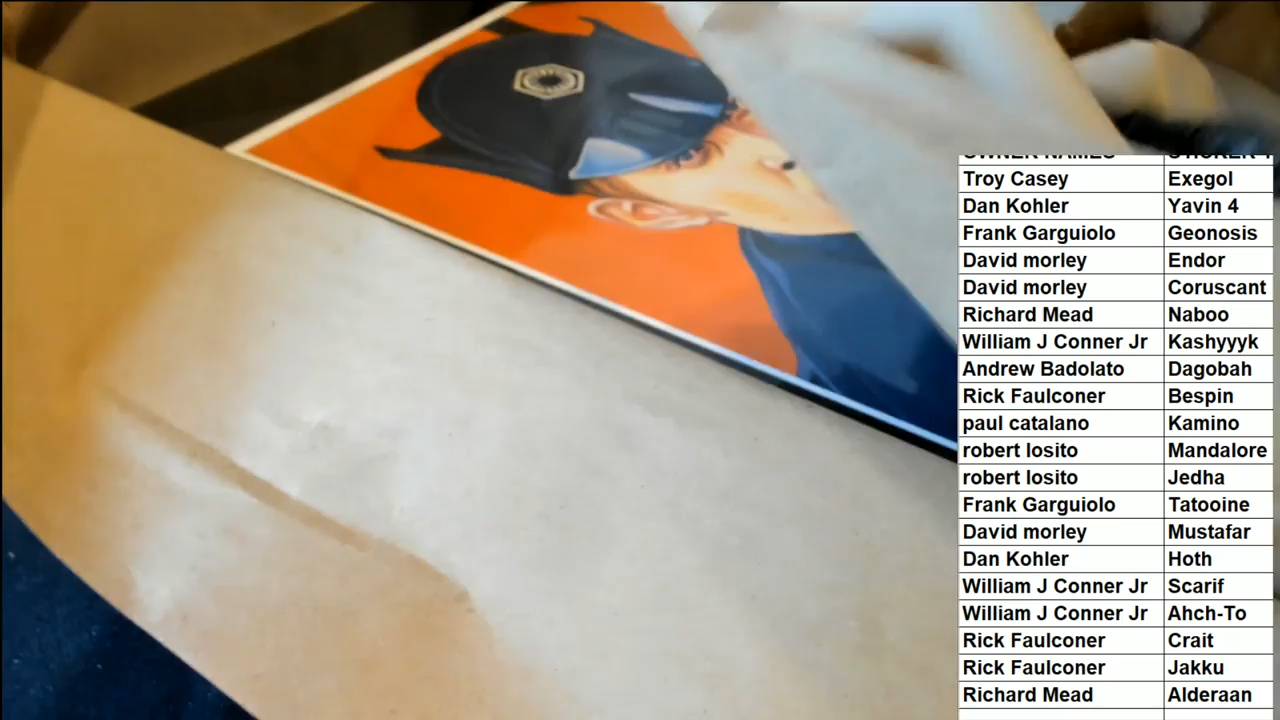 OWNER NAMES STICKER
Troy Casey Exegol
Dan Kohler Yavin 4
Frank Garguiolo Geonosis
David morley Endor
David morley Coruscant
Richard Mead Naboo
William J Conner Jr Kashyyyk
Andrew Badolato Dagobah
Rick Faulconer Bespin
paul catalano Kamino
robert losito Mandalore
robert losito Jedha
Frank Garguiolo Tatooine
David morley Mustafar
Dan Kohler Hoth
William J Conner Jr Scarif
William J Conner Jr Ahch-To
Rick Faulconer Crait
Rick Faulconer Jakku
Richard Mead Alderaan